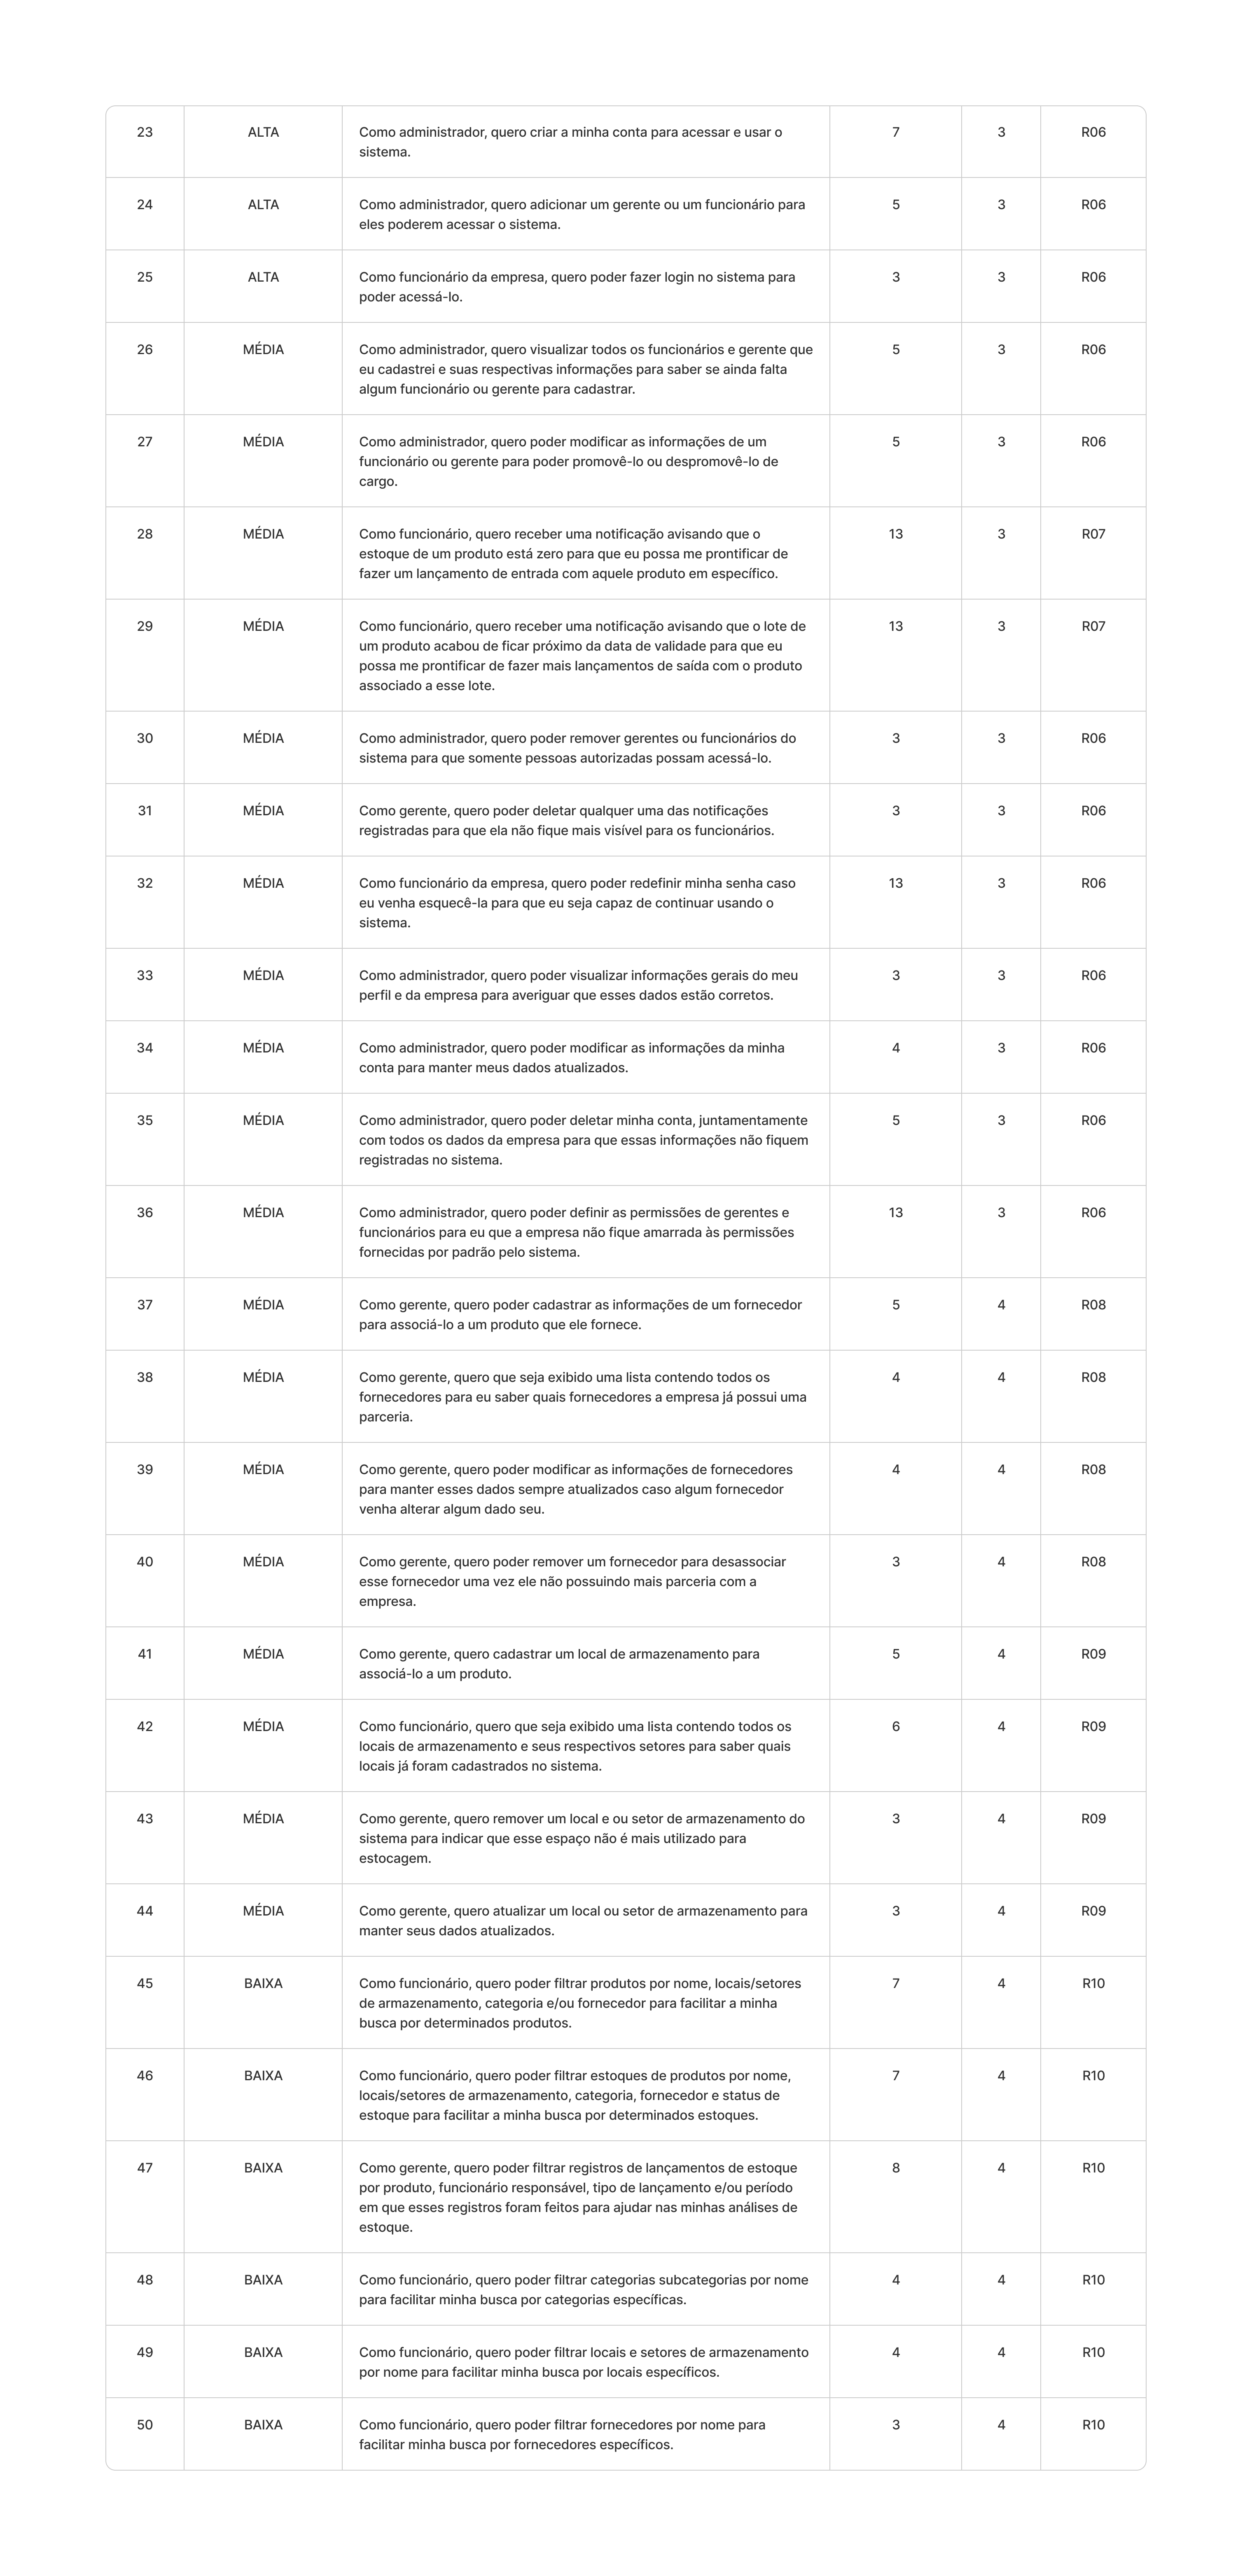 23 ALTA Como administrador, quero criar a minha conta para acessar e usar o 7 3 R06
sistema.
24 ALTA Como administrador, quero adicionar um gerente ou um funcionário para 5 3 R06
eles poderem acessar o sistema.
25 ALTA Como funcionário da empresa, quero poder fazer login no sistema para 3 3 R06
poder acessá-lo.
26 MÉDIA Como administrador, quero visualizar todos os funcionários e gerente que 5 3 R06
eu cadastrei e suas respectivas informações para saber se ainda falta
algum funcionário ou gerente para cadastrar.
27 MÉDIA Como administrador, quero poder modificar as informações de um 5 3 R06
funcionário ou gerente para poder promovê-lo ou despromovê-lo de
cargo.
28 MÉDIA Como funcionário, quero receber uma notificação avisando que o 13 3 R07
estoque de um produto está zero para que eu possa me prontificar de
fazer um lançamento de entrada com aquele produto em específico.
29 MÉDIA Como funcionário, quero receber uma notificação avisando que o lote de 13 3 R07
um produto acabou de ficar próximo da data de validade para que eu
possa me prontificar de fazer mais lançamentos de saída com o produto
associado a esse lote.
30 MÉDIA Como administrador, quero poder remover gerentes ou funcionários do 3 3 R06
sistema para que somente pessoas autorizadas possam acessá-lo.
31 MÉDIA Como gerente, quero poder deletar qualquer uma das notificações 3 3 R06
registradas para que ela não fique mais visível para os funcionários.
32 MÉDIA Como funcionário da empresa, quero poder redefinir minha senha caso 13 3 R06
eu venha esquecê-la para que eu seja capaz de continuar usando o
sistema.
33 MÉDIA Como administrador, quero poder visualizar informações gerais do meu 3 3 R06
perfil e da empresa para averiguar que esses dados estão corretos.
34 MÉDIA Como administrador, quero poder modificar as informações da minha 4 3 R06
conta para manter meus dados atualizados.
35 MÉDIA Como administrador, quero poder deletar minha conta, juntamentamente 5 3 R06
com todos os dados da empresa para que essas informações não fiquem
registradas no sistema.
36 MÉDIA Como administrador, quero poder definir as permissões de gerentes e 13 3 R06
funcionários para eu que a empresa não fique amarrada às permissões
fornecidas por padrão pelo sistema.
37 MÉDIA Como gerente, quero poder cadastrar as informações de um fornecedor 5 4 R08
para associá-lo a um produto que ele fornece.
38 MÉDIA Como gerente, quero que seja exibido uma lista contendo todos os 4 4 R08
fornecedores para eu saber quais fornecedores a empresa já possui uma
parceria.
39 MÉDIA Como gerente, quero poder modificar as informações de fornecedores 4 4 R08
para manter esses dados sempre atualizados caso algum fornecedor
venha alterar algum dado seu.
40 MÉDIA Como gerente, quero poder remover um fornecedor para desassociar 3 4 R08
esse fornecedor uma vez ele não possuindo mais parceria com a
empresa.
41 MÉDIA Como gerente, quero cadastrar um local de armazenamento para 5 4 R09
associá-lo a um produto.
42 MÉDIA Como funcionário, quero que seja exibido uma lista contendo todos os 6 4 R09
locais de armazenamento e seus respectivos setores para saber quais
locais já foram cadastrados no sistema.
43 MÉDIA Como gerente, quero remover um local e ou setor de armazenamento do 3 4 R09
sistema para indicar que esse espaço não é mais utilizado para
estocagem.
44 MÉDIA Como gerente, quero atualizar um local ou setor de armazenamento para 3 4 R09
manter seus dados atualizados.
45 BAIXA Como funcionário, quero poder filtrar produtos por nome, locais/setores 7 4 R10
de armazenamento, categoria e/ou fornecedor para facilitar a minha
busca por determinados produtos.
46 BAIXA Como funcionário, quero poder filtrar estoques de produtos por nome, 7 4 R10
locais/setores de armazenamento, categoria, fornecedor e status de
estoque para facilitar a minha busca por determinados estoques.
47 BAIXA Como gerente, quero poder filtrar registros de lançamentos de estoque 8 4 R10
por produto, funcionário responsável, tipo de lançamento e/ou período
em que esses registros foram feitos para ajudar nas minhas análises de
estoque.
48 BAIXA Como funcionário, quero poder filtrar categorias subcategorias por nome 4 4 R10
para facilitar minha busca por categorias específicas.
49 BAIXA Como funcionário, quero poder filtrar locais e setores de armazenamento 4 4 R10
por nome para facilitar minha busca por locais específicos.
50 BAIXA Como funcionário, quero poder filtrar fornecedores por nome para 3 4 R10
facilitar minha busca por fornecedores específicos.